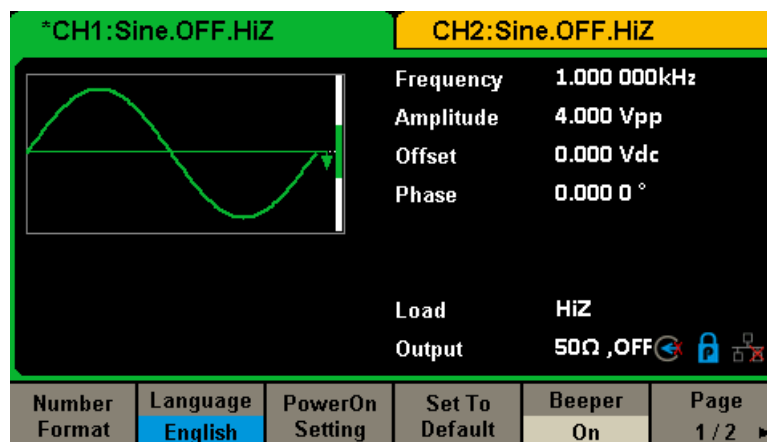 *CH1:Sine.OFF.HiZ
CH2:Sine.OFF.HiZ
Frequency 1.000 000kHz
Amplitude 4.000 Vpp
Offset 0.000 Vdc
Phase 0.000 0 °
Load HiZ
Output 50Ω ,OFF
Number Format
Language English
PowerOn Setting
Set To Default
Beeper On
Page 1/2 ►